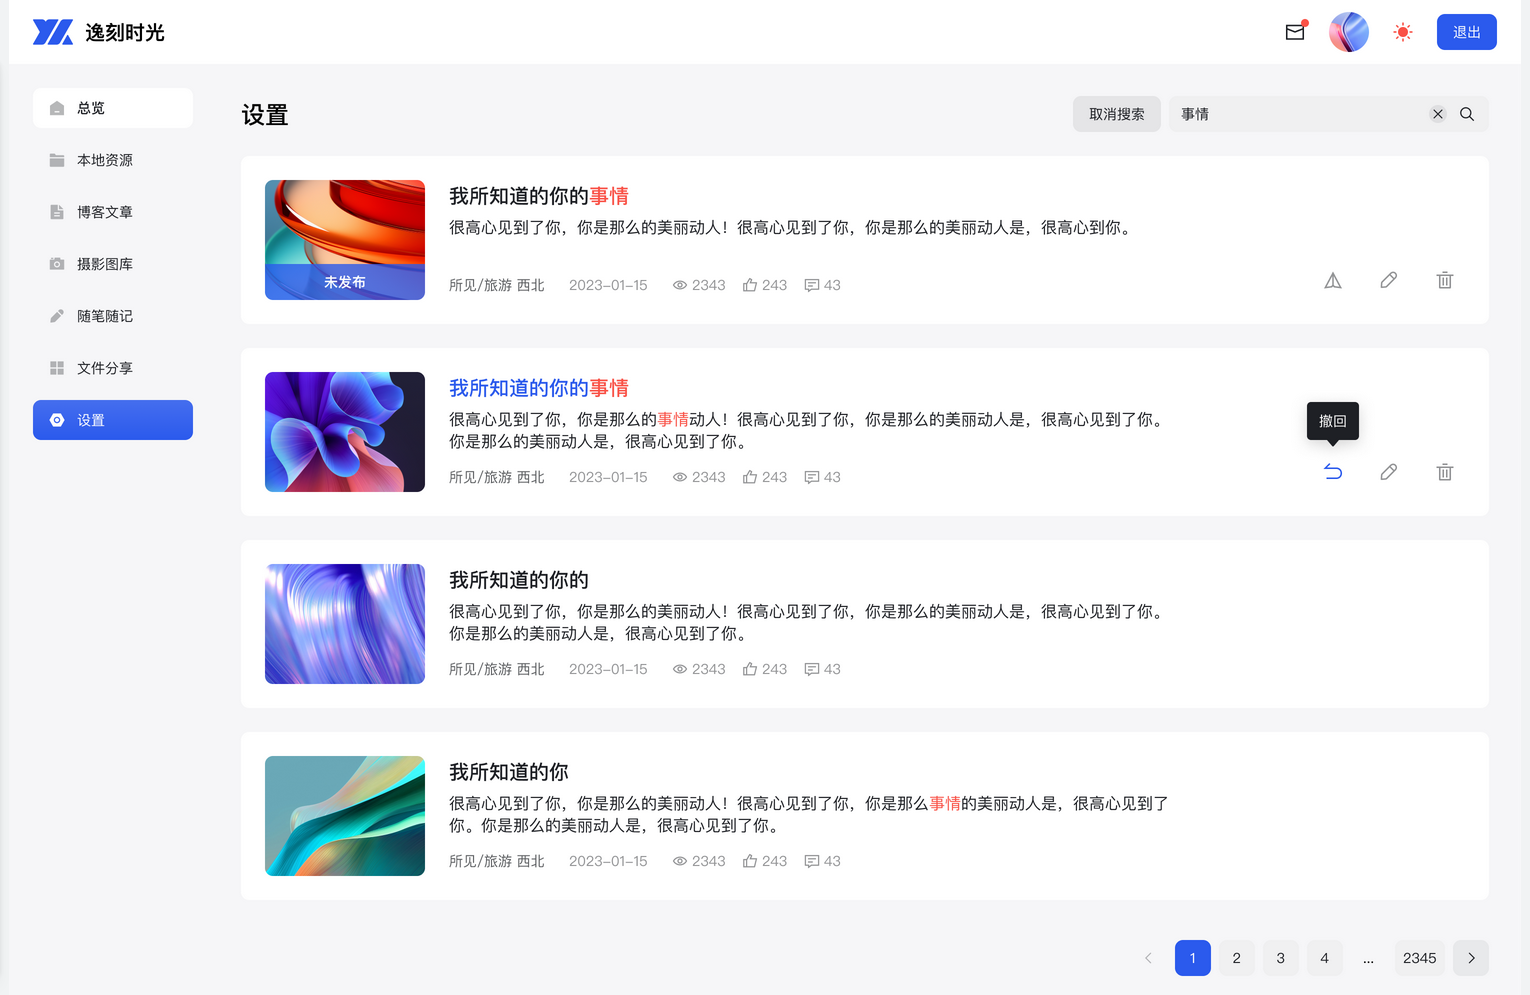 逸刻时光
退出
总览
本地资源
博客文章
摄影图库
随笔随记
文件分享
设置
设置
取消搜索
事情
我所知道的你的事情
很高心见到了你，你是那么的美丽动人！很高心见到了你，你是那么的美丽动人是，很高心到你。
未发布
所见/旅游 西北 2023-01-15 2343 243 43
我所知道的你的事情
很高心见到了你，你是那么的事情动人！很高心见到了你，你是那么的美丽动人是，很高心见到了你。
你是那么的美丽动人是，很高心见到了你。
撤回
所见/旅游 西北 2023-01-15 2343 243 43
我所知道的你的
很高心见到了你，你是那么的美丽动人！很高心见到了你，你是那么的美丽动人是，很高心见到了你。
你是那么的美丽动人是，很高心见到了你。
所见/旅游 西北 2023-01-15 2343 243 43
我所知道的你
很高心见到了你，你是那么的美丽动人！很高心见到了你，你是那么事情的美丽动人是，很高心见到了
你。你是那么的美丽动人是，很高心见到了你。
所见/旅游 西北 2023-01-15 2343 243 43
1 2 3 4 ... 2345